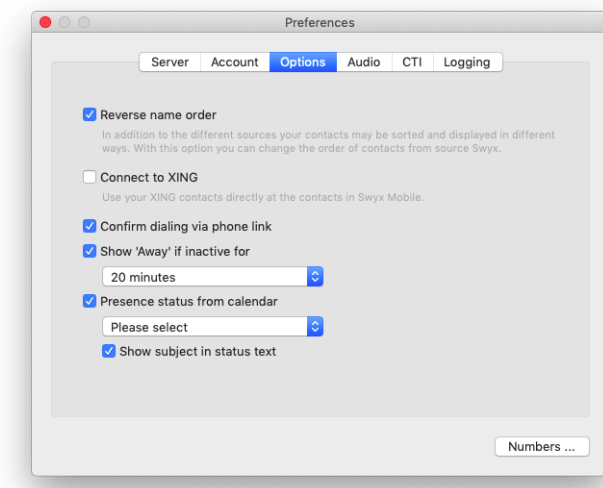 Preferences
Server Account Options Audio CTI Logging
Reverse name order
In addition to the different sources your contacts may be sorted and displayed in different
ways. With this option you can change the order of contacts from source Swyx.
Connect to XING
Use your XING contacts directly at the contacts in Swyx Mobile.
Confirm dialing via phone link
Show 'Away' if inactive for
20 minutes
Presence status from calendar
Please select
Show subject in status text
Numbers ...